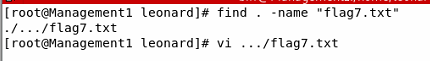 [root@Management1 leonard]# find . -name "flag7.txt"
./.../flag7.txt
[root@Management1 leonard]# vi .../flag7.txt